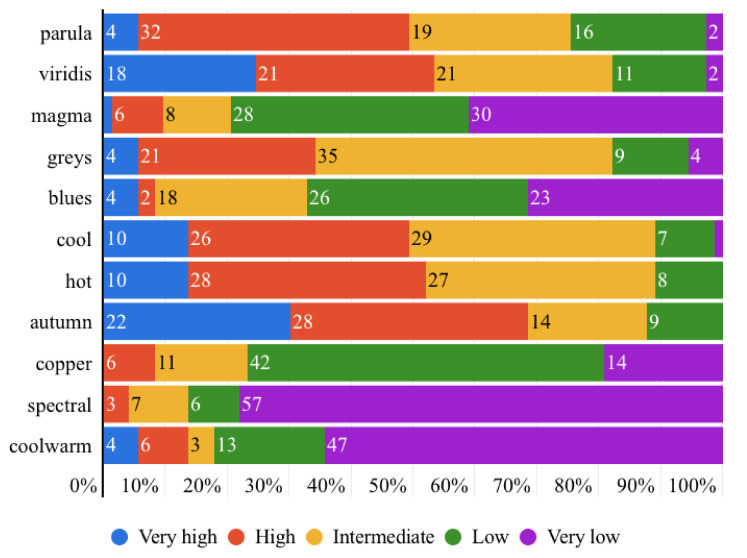 parula 4 32 19 16 2
viridis 18 21 21 11 2
magma 6 8 28 30
greys 4 21 35 9 4
blues 4 2 18 26 23
cool 10 26 29 7
hot 10 28 27 8
autumn 22 28 14 9
copper 6 11 42 14
spectral 3 7 6 57
coolwarm 4 6 3 13 47
0% 10% 20% 30% 40% 50% 60% 70% 80% 90% 100%
Very high High Intermediate Low Very low